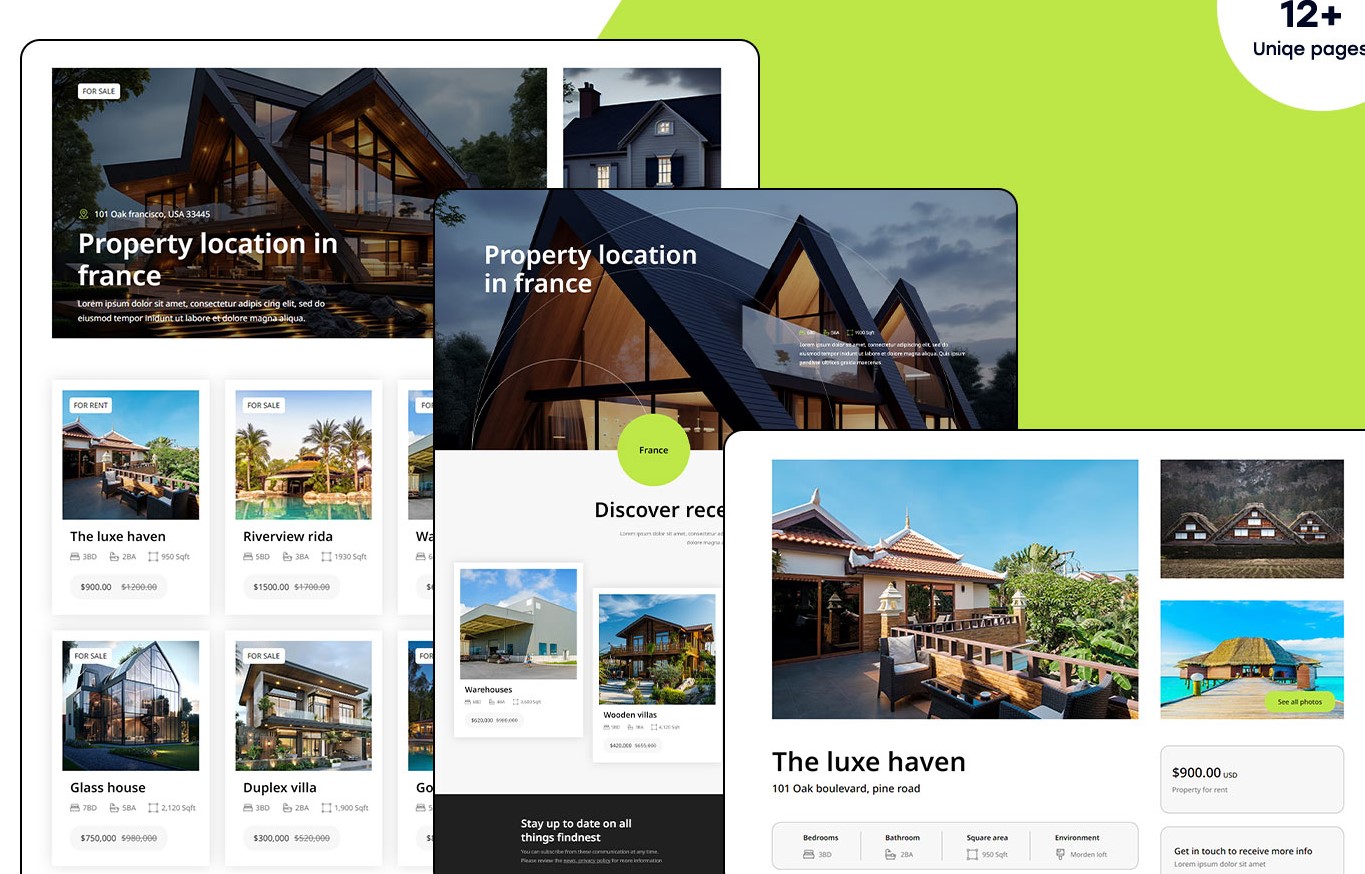 12+
Uniqe pages
FOR SALE
101 Oak francisco, USA 33445
Property location in
france
Lorem ipsum dolor sit amet, consectetur adipis cing elit, sed do
eiusmod tempor inidunt ut labore et dolore magna aliqua.
FOR RENT
The luxe haven
3BD 2BA 950 Sqft
$900.00 $1200.00
FOR SALE
Riverview rida
5BD 3BA 1930 Sqft
$1500.00 $1700.00
FOR SALE
Glass house
7BD 5BA 2,120 Sqft
$750,000 $980,000
FOR SALE
Duplex villa
3BD 2BA 1,900 Sqft
$300,000 $520,000
Property location
in france
5BA 1930 Sqft
Lorem ipsum dolor sit amet, consectetur adipiscing elit, sed do
eiusmod tempor inidunt ut labore et dolore magna aliqua. Quis ipsum
France
Discover rece
Lorem ipsum dolor sit amet, consectetur
dolore magna
Warehouses
$620,000
Wooden villas
$420,000 $655,000
Stay up to date on all
things findnest
You can subscribe from these communication at any time.
Please review the news, privacy policy for more information
See all photos
The luxe haven
101 Oak boulevard, pine road
$900.00 USD
Property for rent
Bedrooms Bathroom Square area Environment
3BD 2BA 950 Sqft Morden loft
Get in touch to receive more info
Lorem ipsum dolor sit amet